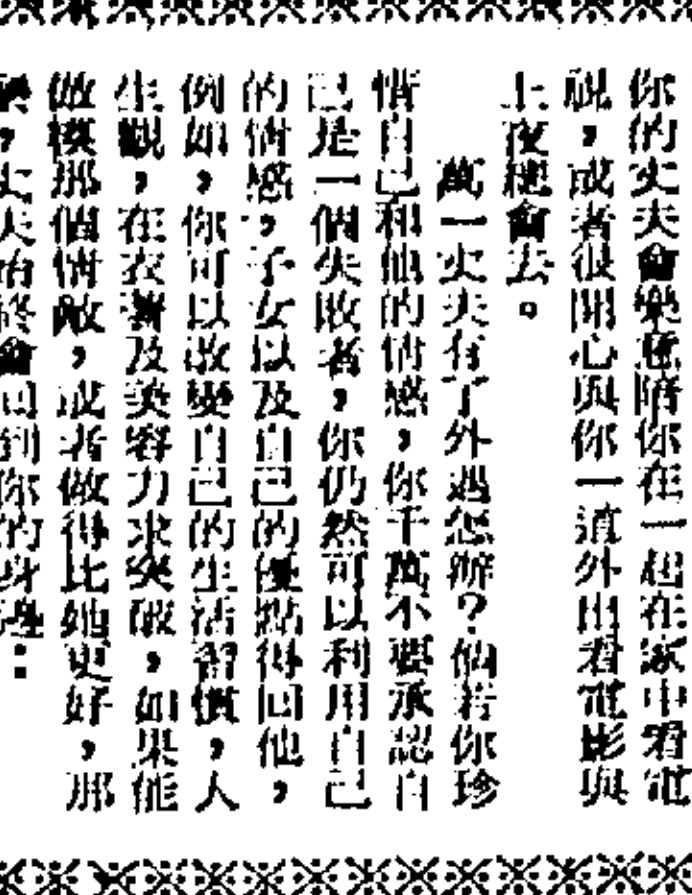 你的丈夫會樂意陪你在一起在家中看電
視，或者很開心與你一道外出看電影與
上夜總會去。
萬一丈夫有了外遇怎辦？倘若你珍
惜自己和他的情感，你千萬不要承認自
己是一個失敗者，你仍然可以利用自己
的情感，子女以及自己的優點得回他，
例如，你可以改變自己的生活習慣，人
生觀，在衣著及美容力求突破，如果能
做模那個情敵，或者做得比她更好，那
，丈夫始終會回到你的身邊：